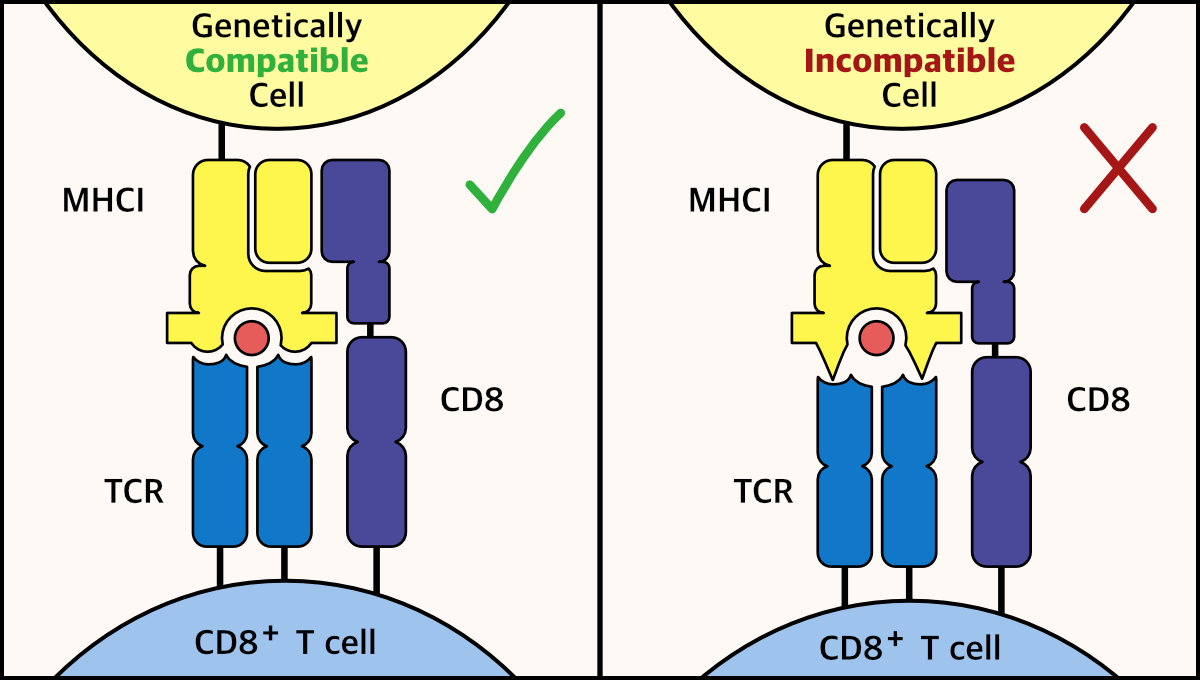 Genetically
Compatible
Cell
MHCI
CD8
TCR
CD8+ T cell
Genetically
Incompatible
Cell
MHCI
CD8
TCR
CD8+ T cell